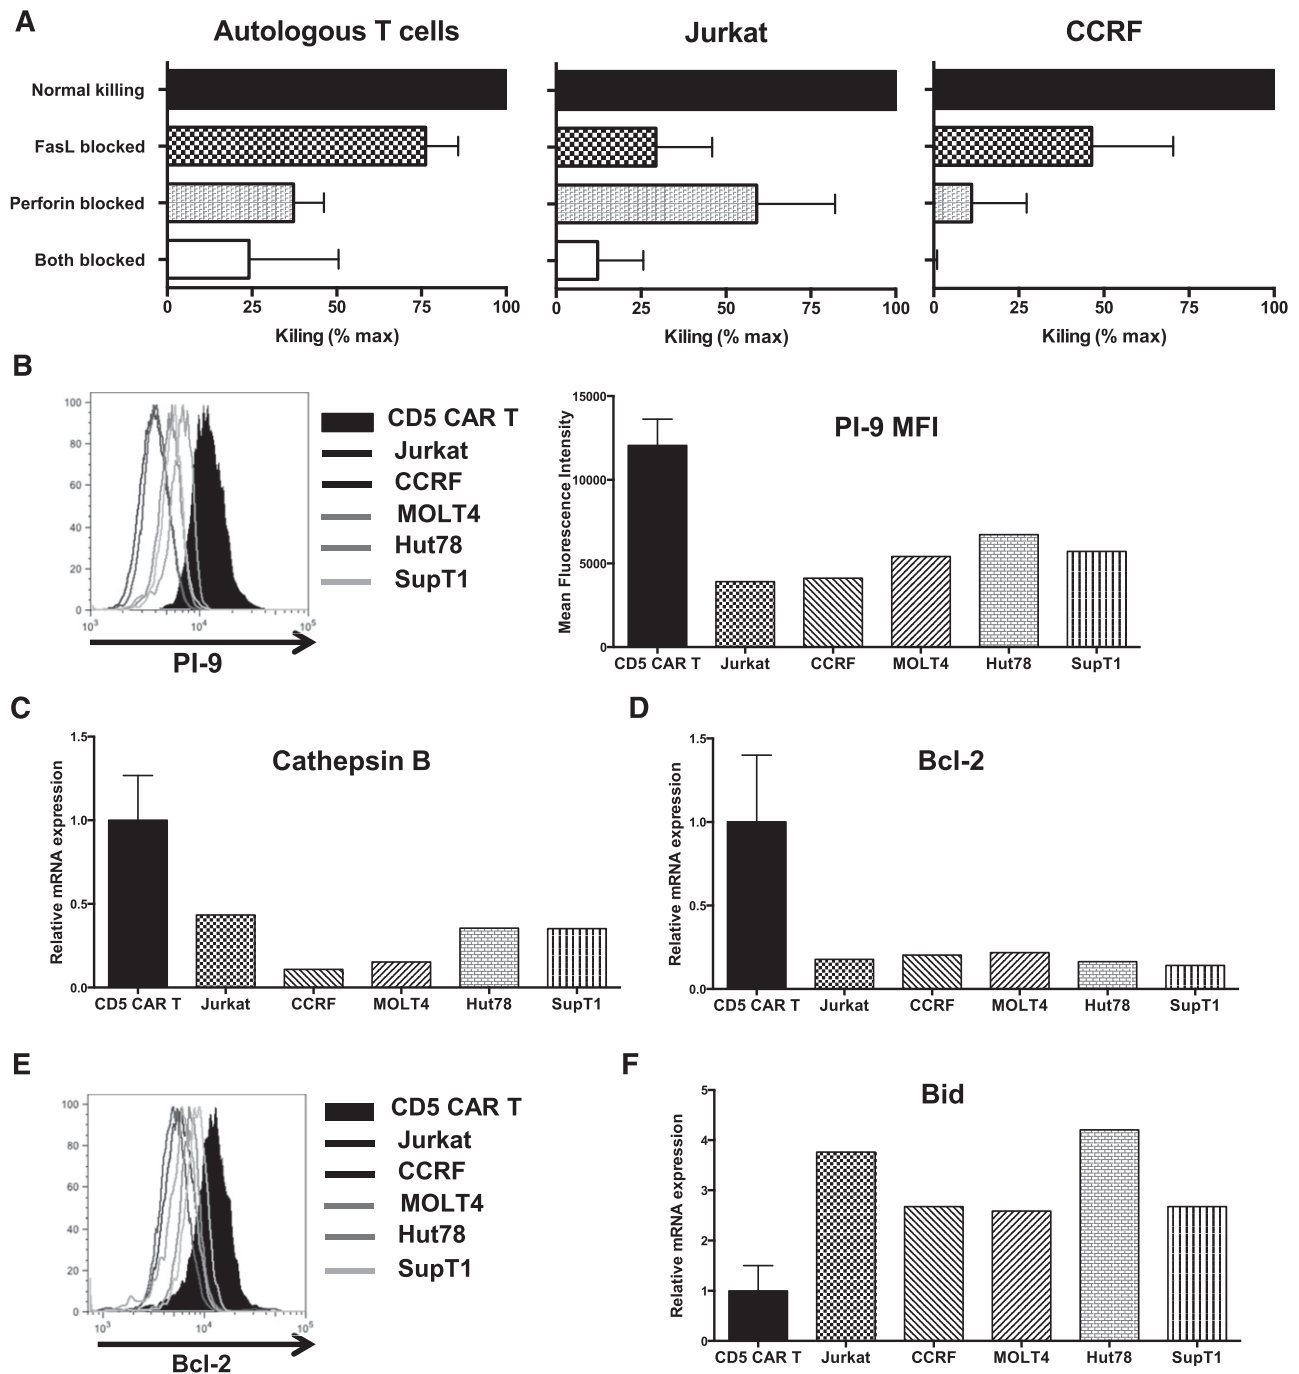 A
Autologous T cells
Jurkat
CCRF
Normal killing
FasL blocked
Perforin blocked
Both blocked
0 25 50 75 100
0 25 50 75 100
0 25 50 75 100
Kiling (% max)
Kiling (% max)
Kiling (% max)
B
100
80
60
40
20
0
10³ 10⁴ 10⁵
PI-9
CD5 CAR T
Jurkat
CCRF
MOLT4
Hut78
SupT1
PI-9 MFI
Mean Fluorescence Intensity
15000
10000
5000
0
CD5 CAR T Jurkat CCRF MOLT4 Hut78 SupT1
C
Cathepsin B
Relative mRNA expression
1.5
1.0
0.5
0.0
CD5 CAR T Jurkat CCRF MOLT4 Hut78 SupT1
D
Bcl-2
Relative mRNA expression
1.5
1.0
0.5
0.0
CD5 CAR T Jurkat CCRF MOLT4 Hut78 SupT1
E
100
80
60
40
20
0
10³ 10⁴ 10⁵
Bcl-2
CD5 CAR T
Jurkat
CCRF
MOLT4
Hut78
SupT1
F
Bid
Relative mRNA expression
5
4
3
2
1
0
CD5 CAR T Jurkat CCRF MOLT4 Hut78 SupT1